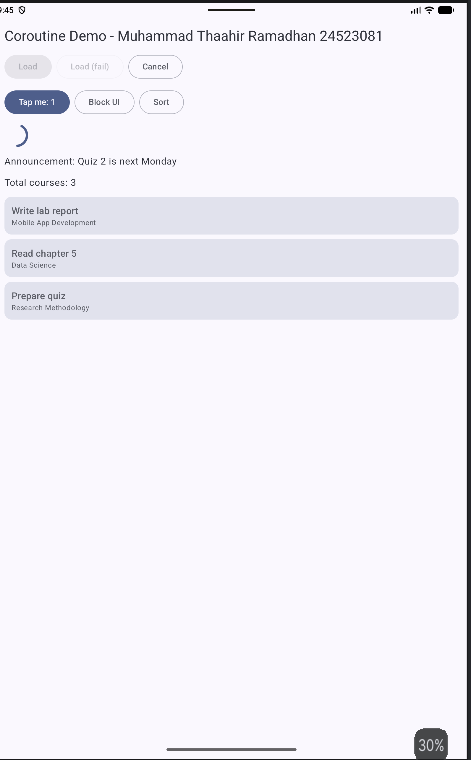 9:45
Coroutine Demo - Muhammad Thaahir Ramadhan 24523081
Load Load (fail) Cancel
Tap me: 1 Block UI Sort
Announcement: Quiz 2 is next Monday
Total courses: 3
Write lab report
Mobile App Development
Read chapter 5
Data Science
Prepare quiz
Research Methodology
30%